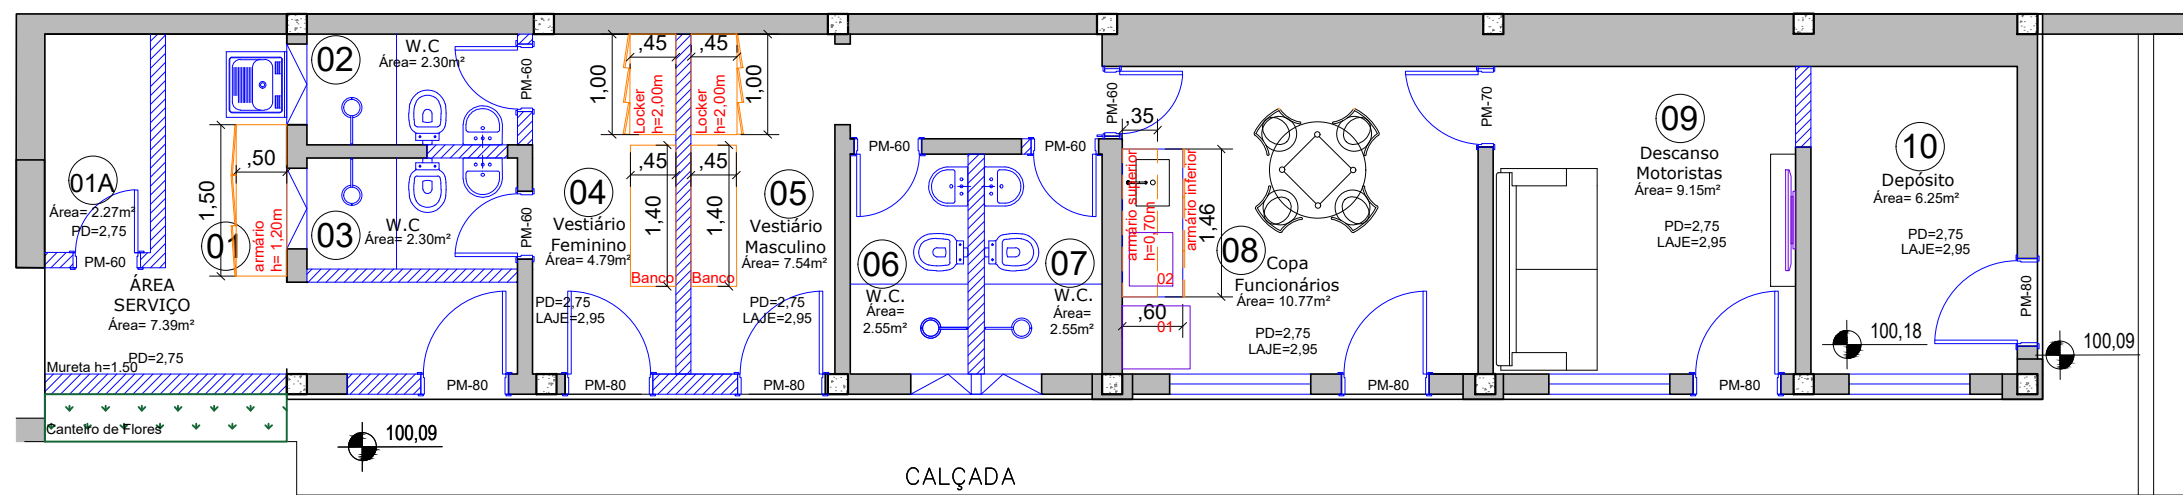 01A
Área= 2.27m²
PD=2,75
PM-60
01
ÁREA
SERVIÇO
Área= 7.39m²
PD=2,75
Mureta h=1.50
Canteiro de Flores
1,50
,50
armário
h= 1,20m
02
W.C
Área= 2.30m²
PM-60
03
W.C
Área= 2.30m²
PM-60
PM-80
04
Vestiário
Feminino
Área= 4.79m²
PD=2,75
LAJE=2,95
PM-80
1,00
,45
Locker
h=2,00m
,45
1,40
Banco
,45
Locker
h=2,00m
1,00
,45
1,40
Banco
05
Vestiário
Masculino
Área= 7.54m²
PD=2,75
LAJE=2,95
PM-80
PM-60
06
W.C.
Área=
2.55m²
PM-60
07
W.C.
Área=
2.55m²
PM-60
,35
armário superior
h=0,70m
armário inferior
1,46
02
,60
01
08
Copa
Funcionários
Área= 10.77m²
PD=2,75
LAJE=2,95
PM-80
PM-70
09
Descanso
Motoristas
Área= 9.15m²
PD=2,75
LAJE=2,95
PM-80
10
Depósito
Área= 6.25m²
PD=2,75
LAJE=2,95
PM-80
100,18
100,09
100,09
CALÇADA